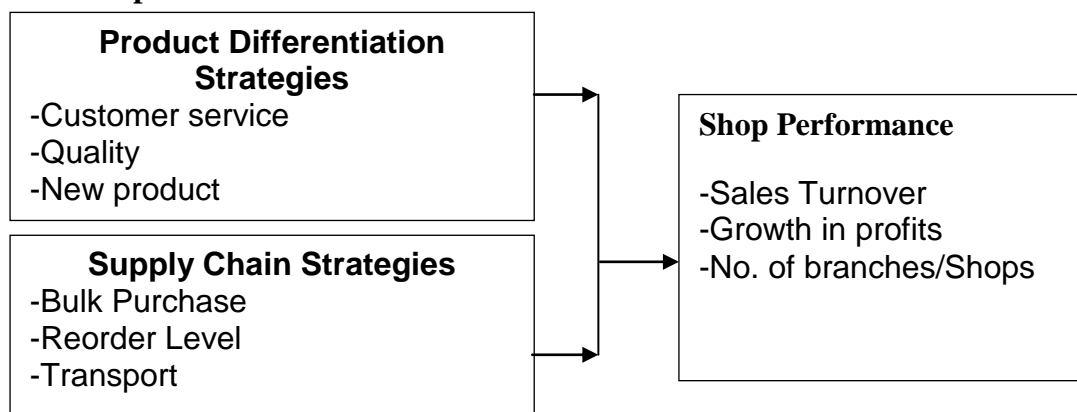 Product Differentiation
Strategies
-Customer service
-Quality
-New product
Supply Chain Strategies
-Bulk Purchase
-Reorder Level
-Transport
Shop Performance
-Sales Turnover
-Growth in profits
-No. of branches/Shops